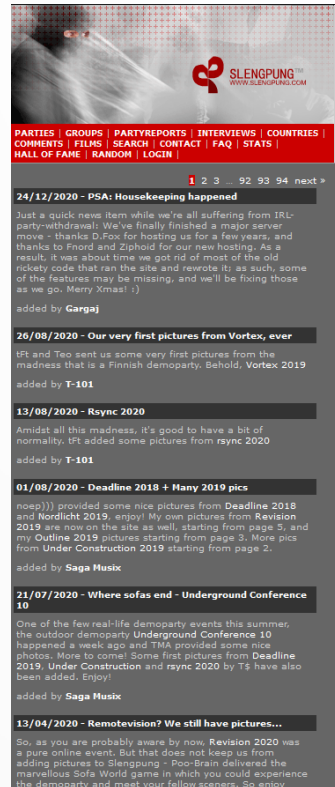 SLENGPUNG™
WWW.SLENGPUNG.COM
PARTIES | GROUPS | PARTYREPORTS | INTERVIEWS | COUNTRIES |
COMMENTS | FILMS | SEARCH | CONTACT | FAQ | STATS |
HALL OF FAME | RANDOM | LOGIN |
1 2 3 ... 92 93 94 next »
24/12/2020 - PSA: Housekeeping happened
Just a quick news item while we're all suffering from IRL-
party-withdrawal: We've finally finished a major server
move - thanks D.Fox for hosting us for a few years, and
thanks to Fnord and Ziphoid for our new hosting. As a
result, it was about time we got rid of most of the old
rickety code that ran the site and rewrote it; as such, some
of the features may be missing, and we'll be fixing those
as we go. Merry Xmas! :)
added by Gargaj
26/08/2020 - Our very first pictures from Vortex, ever
tFt and Teo sent us some very first pictures from the
madness that is a Finnish demoparty. Behold, Vortex 2019
added by T-101
13/08/2020 - Rsync 2020
Amidst all this madness, it's good to have a bit of
normality. tFt added some pictures from rsync 2020
added by T-101
01/08/2020 - Deadline 2018 + Many 2019 pics
noep))) provided some nice pictures from Deadline 2018
and Nordlicht 2019, enjoy! My own pictures from Revision
2019 are now on the site as well, starting from page 5, and
my Outline 2019 pictures starting from page 3. More pics
from Under Construction 2019 starting from page 2.
added by Saga Musix
21/07/2020 - Where sofas end - Underground Conference
10
One of the few real-life demoparty events this summer,
the outdoor demoparty Underground Conference 10
happened a week ago and TMA provided some nice
photos. More to come! Some first pictures from Deadline
2019, Under Construction and rsync 2020 by T$ have also
been added. Enjoy!
added by Saga Musix
13/04/2020 - Remotevision? We still have pictures...
So, as you are probably aware by now, Revision 2020 was
a pure online event. But that does not keep us from
adding pictures to Slengpung - Poo-Brain delivered the
marvellous Sofa World game in which you could experience
the demoparty and meet your fellow sceners. So enjoy